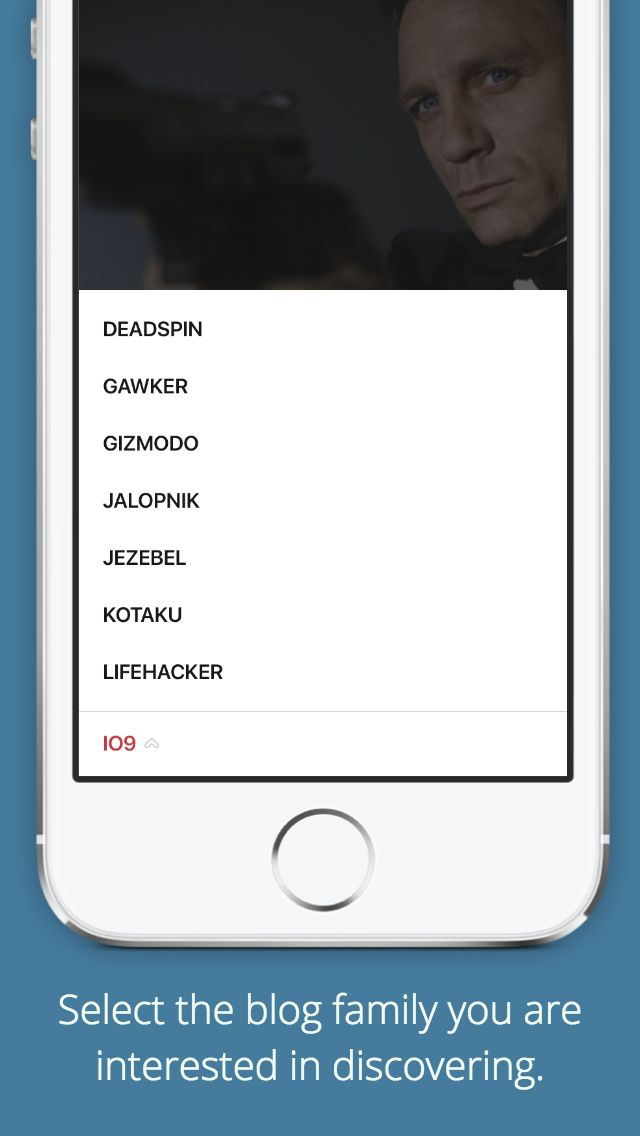 DEADSPIN
GAWKER
GIZMODO
JALOPNIK
JEZEBEL
KOTAKU
LIFEHACKER
IO9
Select the blog family you are
interested in discovering.